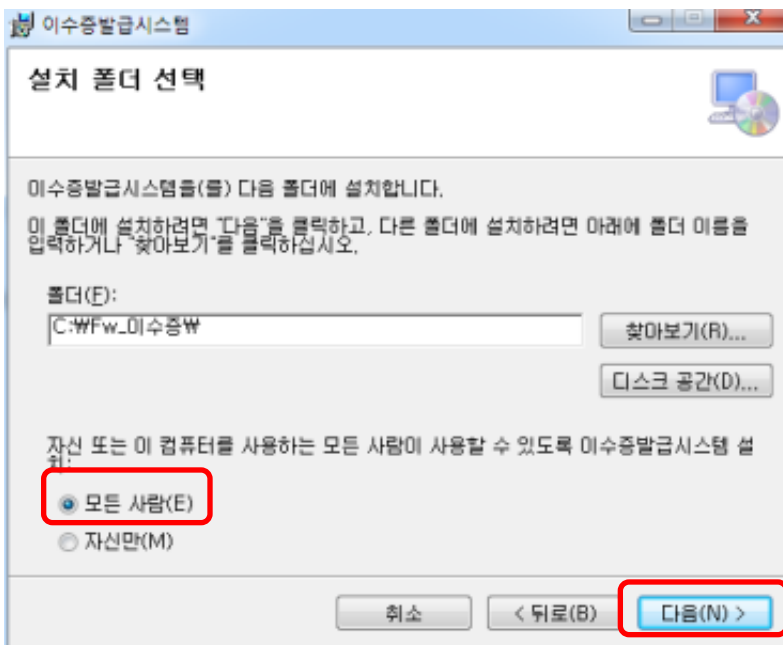 이수증발급시스템
설치 폴더 선택
이수증발급시스템을(를) 다음 폴더에 설치합니다.
이 폴더에 설치하려면 "다음"을 클릭하고, 다른 폴더에 설치하려면 아래에 폴더 이름을
입력하거나 "찾아보기"를 클릭하십시오.
폴더(F):
C:₩Fw_이수증₩
찾아보기(R)...
디스크 공간(D)...
자신 또는 이 컴퓨터를 사용하는 모든 사람이 사용할 수 있도록 이수증발급시스템 설
치:
모든 사람(E)
자신만(M)
취소
< 뒤로(B)
다음(N) >